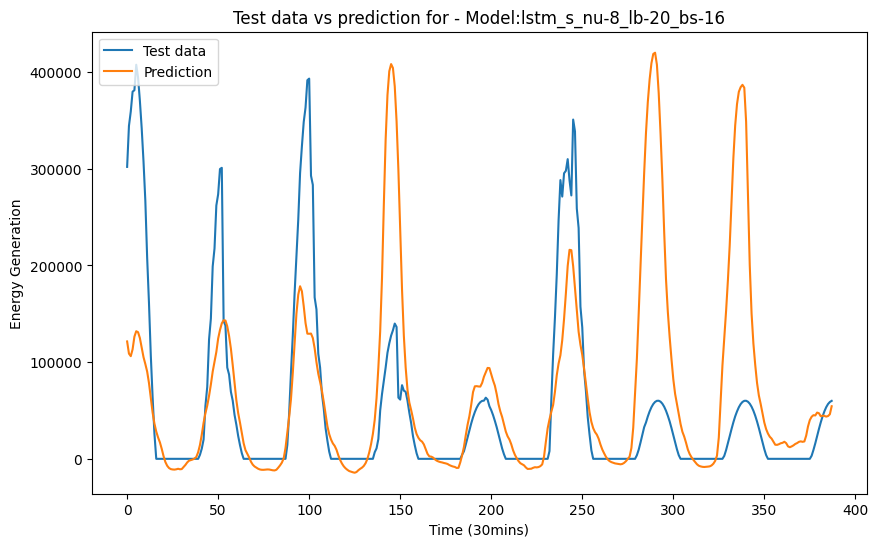 Test data vs prediction for - Model:lstm_s_nu-8_lb-20_bs-16
Test data
Prediction
400000
300000
200000
100000
0
Energy Generation
0 50 100 150 200 250 300 350 400
Time (30mins)